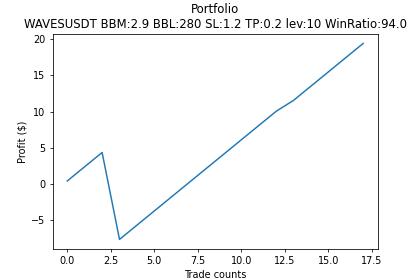 Portfolio
WAVESUSDT BBM:2.9 BBL:280 SL:1.2 TP:0.2 lev:10 WinRatio:94.0
20
15
10
5
0
−5
Profit ($)
0.0 2.5 5.0 7.5 10.0 12.5 15.0 17.5
Trade counts